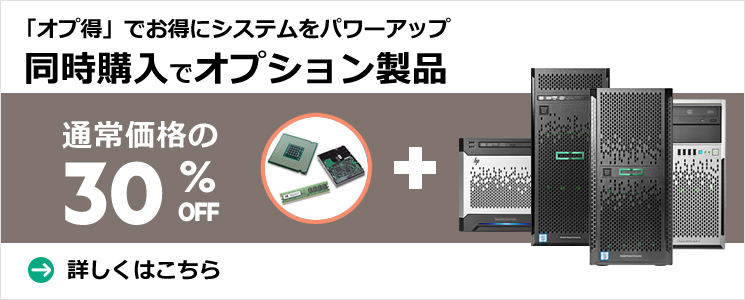 「オプ得」でお得にシステムをパワーアップ
同時購入でオプション製品
通常価格の
30%
OFF
詳しくはこちら